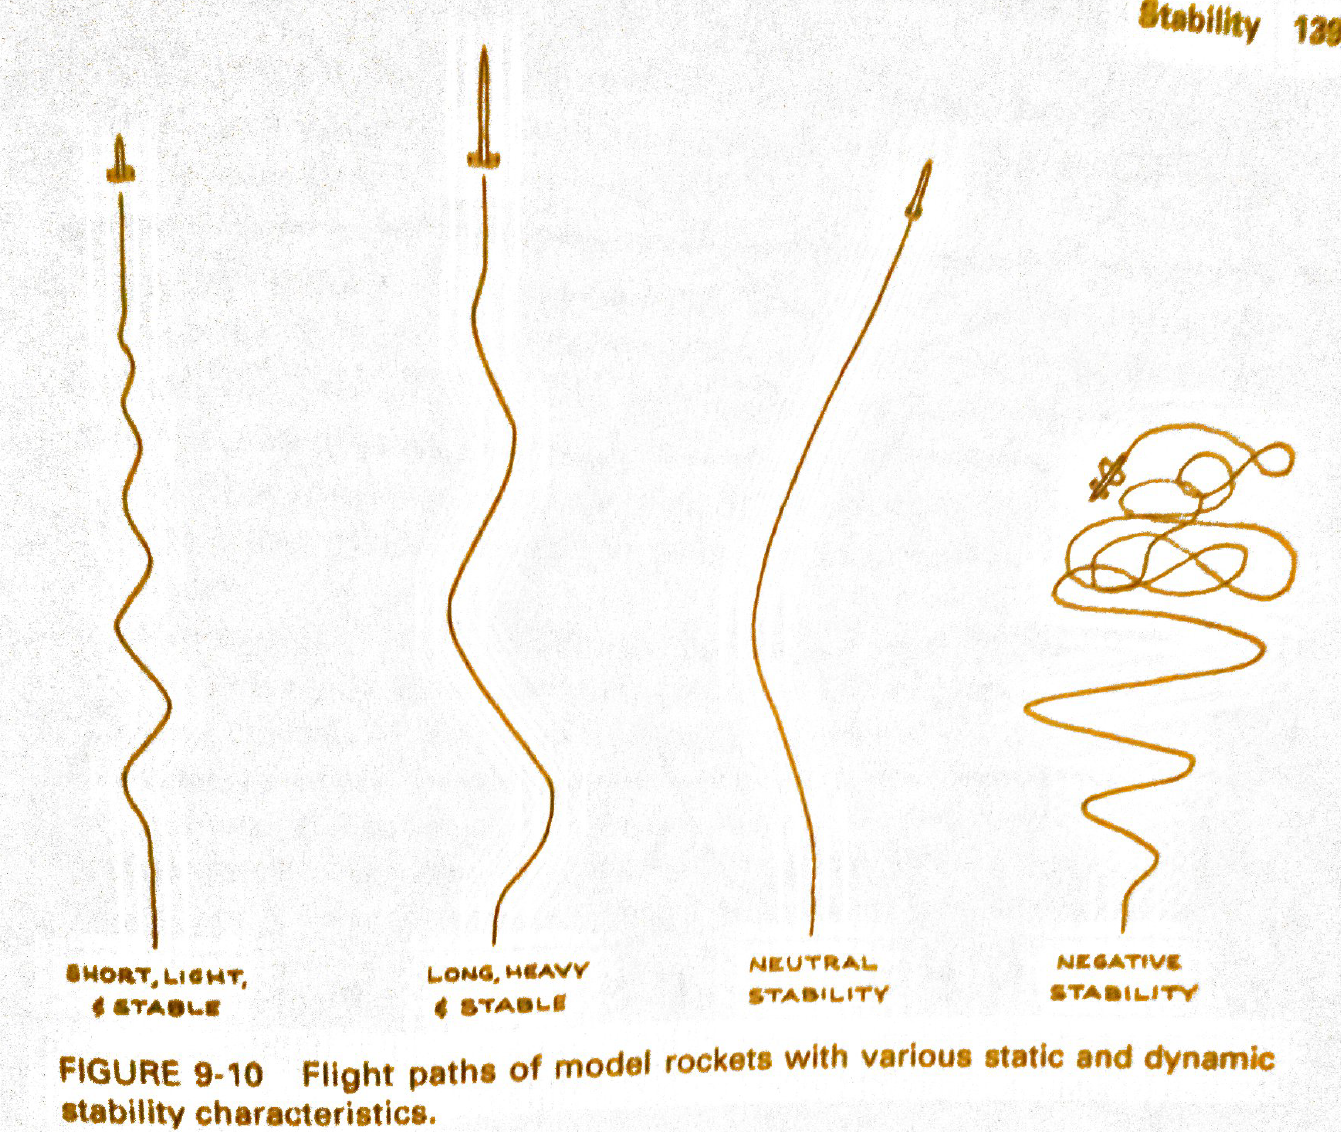 Stability 139
SHORT, LIGHT,
& STABLE
LONG, HEAVY
& STABLE
NEUTRAL
STABILITY
NEGATIVE
STABILITY
FIGURE 9-10 Flight paths of model rockets with various static and dynamic
stability characteristics.